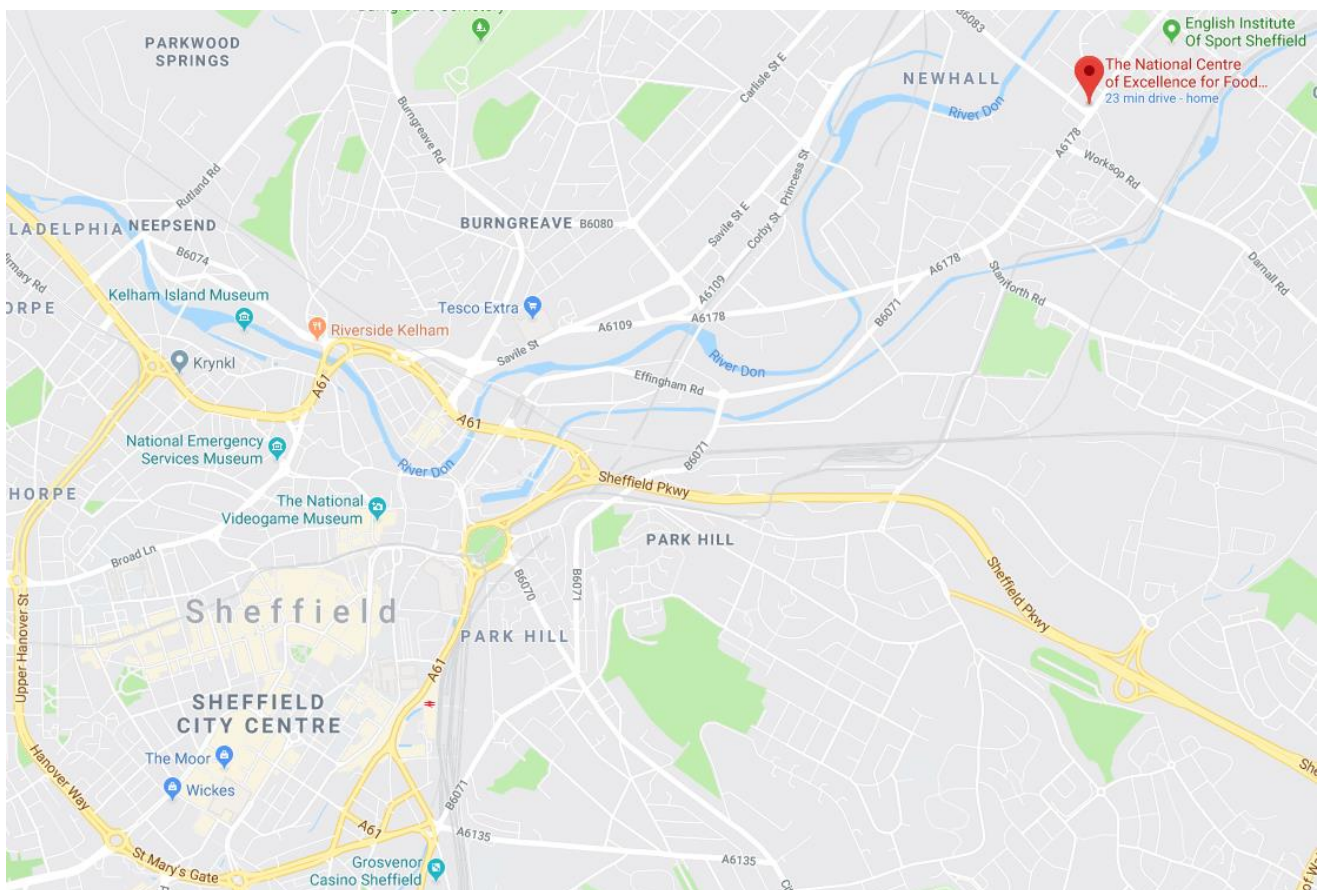 PARKWOOD
SPRINGS
B6083
English Institute
Of Sport Sheffield
The National Centre
of Excellence for Food...
23 min drive - home
NEWHALL
Carlisle St E
River Don
Burngreave Rd
A6178
Worksop Rd
Rutland Rd
Princess St
NEEPSEND
BURNGREAVE
B6080
Savile St E
Corby St
B6074
A6178
Staniforth Rd
Darnall Rd
Kelham Island Museum
Tesco Extra
A6109
B6071
Riverside Kelham
A6109
A6178
Krynkl
Savile St
River Don
A61
Effingham Rd
A61
National Emergency
Services Museum
River Don
B6071
Sheffield Pkwy
The National
Videogame Museum
PARK HILL
Broad Ln
B6070
B6071
Sheffield Pkwy
Sheffield
Upper Hanover St
PARK HILL
A61
SHEFFIELD
CITY CENTRE
The Moor
Hanover Way
Wickes
B6071
A61
A6135
A6135
St Mary's Gate
Grosvenor
Casino Sheffield